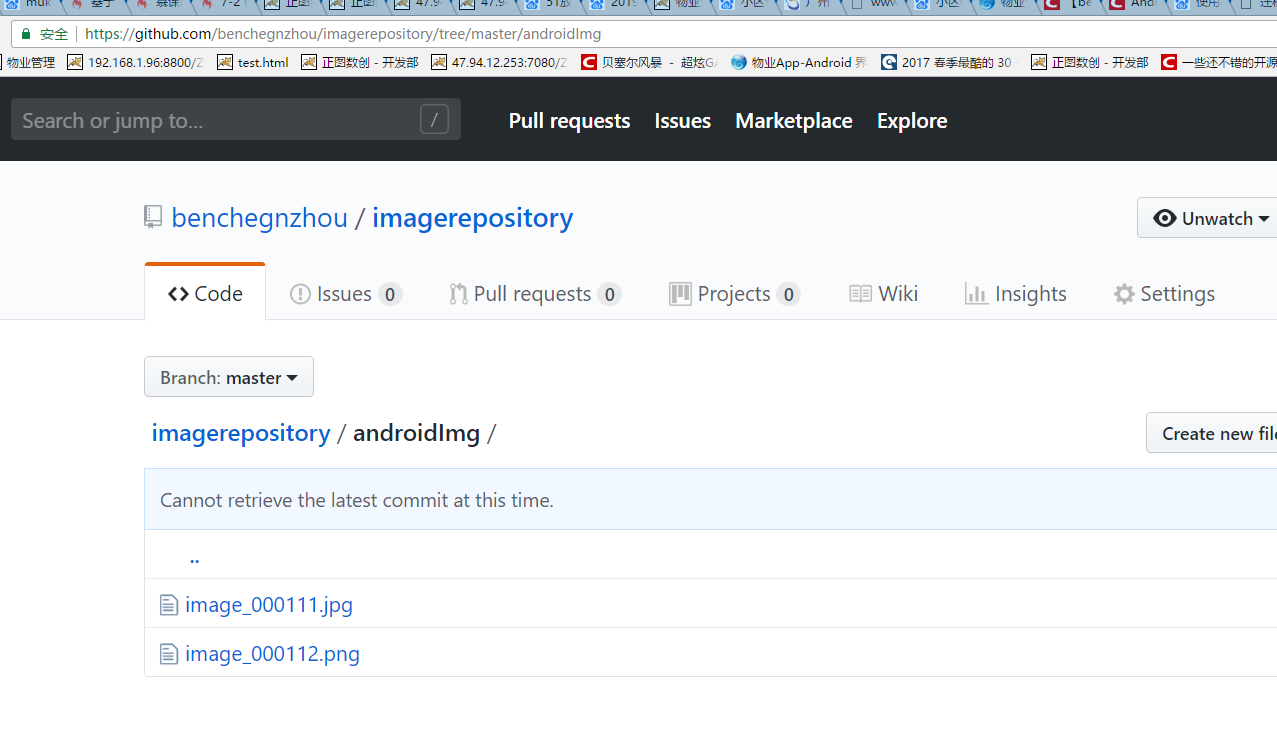 安全 https://github.com/benchegnzhou/imagerepository/tree/master/androidImg
物业管理 192.168.1.96:8800/Z test.html 正图数创 - 开发部 47.94.12.253:7080/Z 贝塞尔风暴 - 超炫GA 物业App-Android 界 2017 春季最酷的 30 正图数创 - 开发部 一些还不错的开源
Search or jump to... / Pull requests Issues Marketplace Explore
benchegnzhou / imagerepository Unwatch
Code Issues 0 Pull requests 0 Projects 0 Wiki Insights Settings
Branch: master
imagerepository / androidImg / Create new file
Cannot retrieve the latest commit at this time.
..
image_000111.jpg
image_000112.png